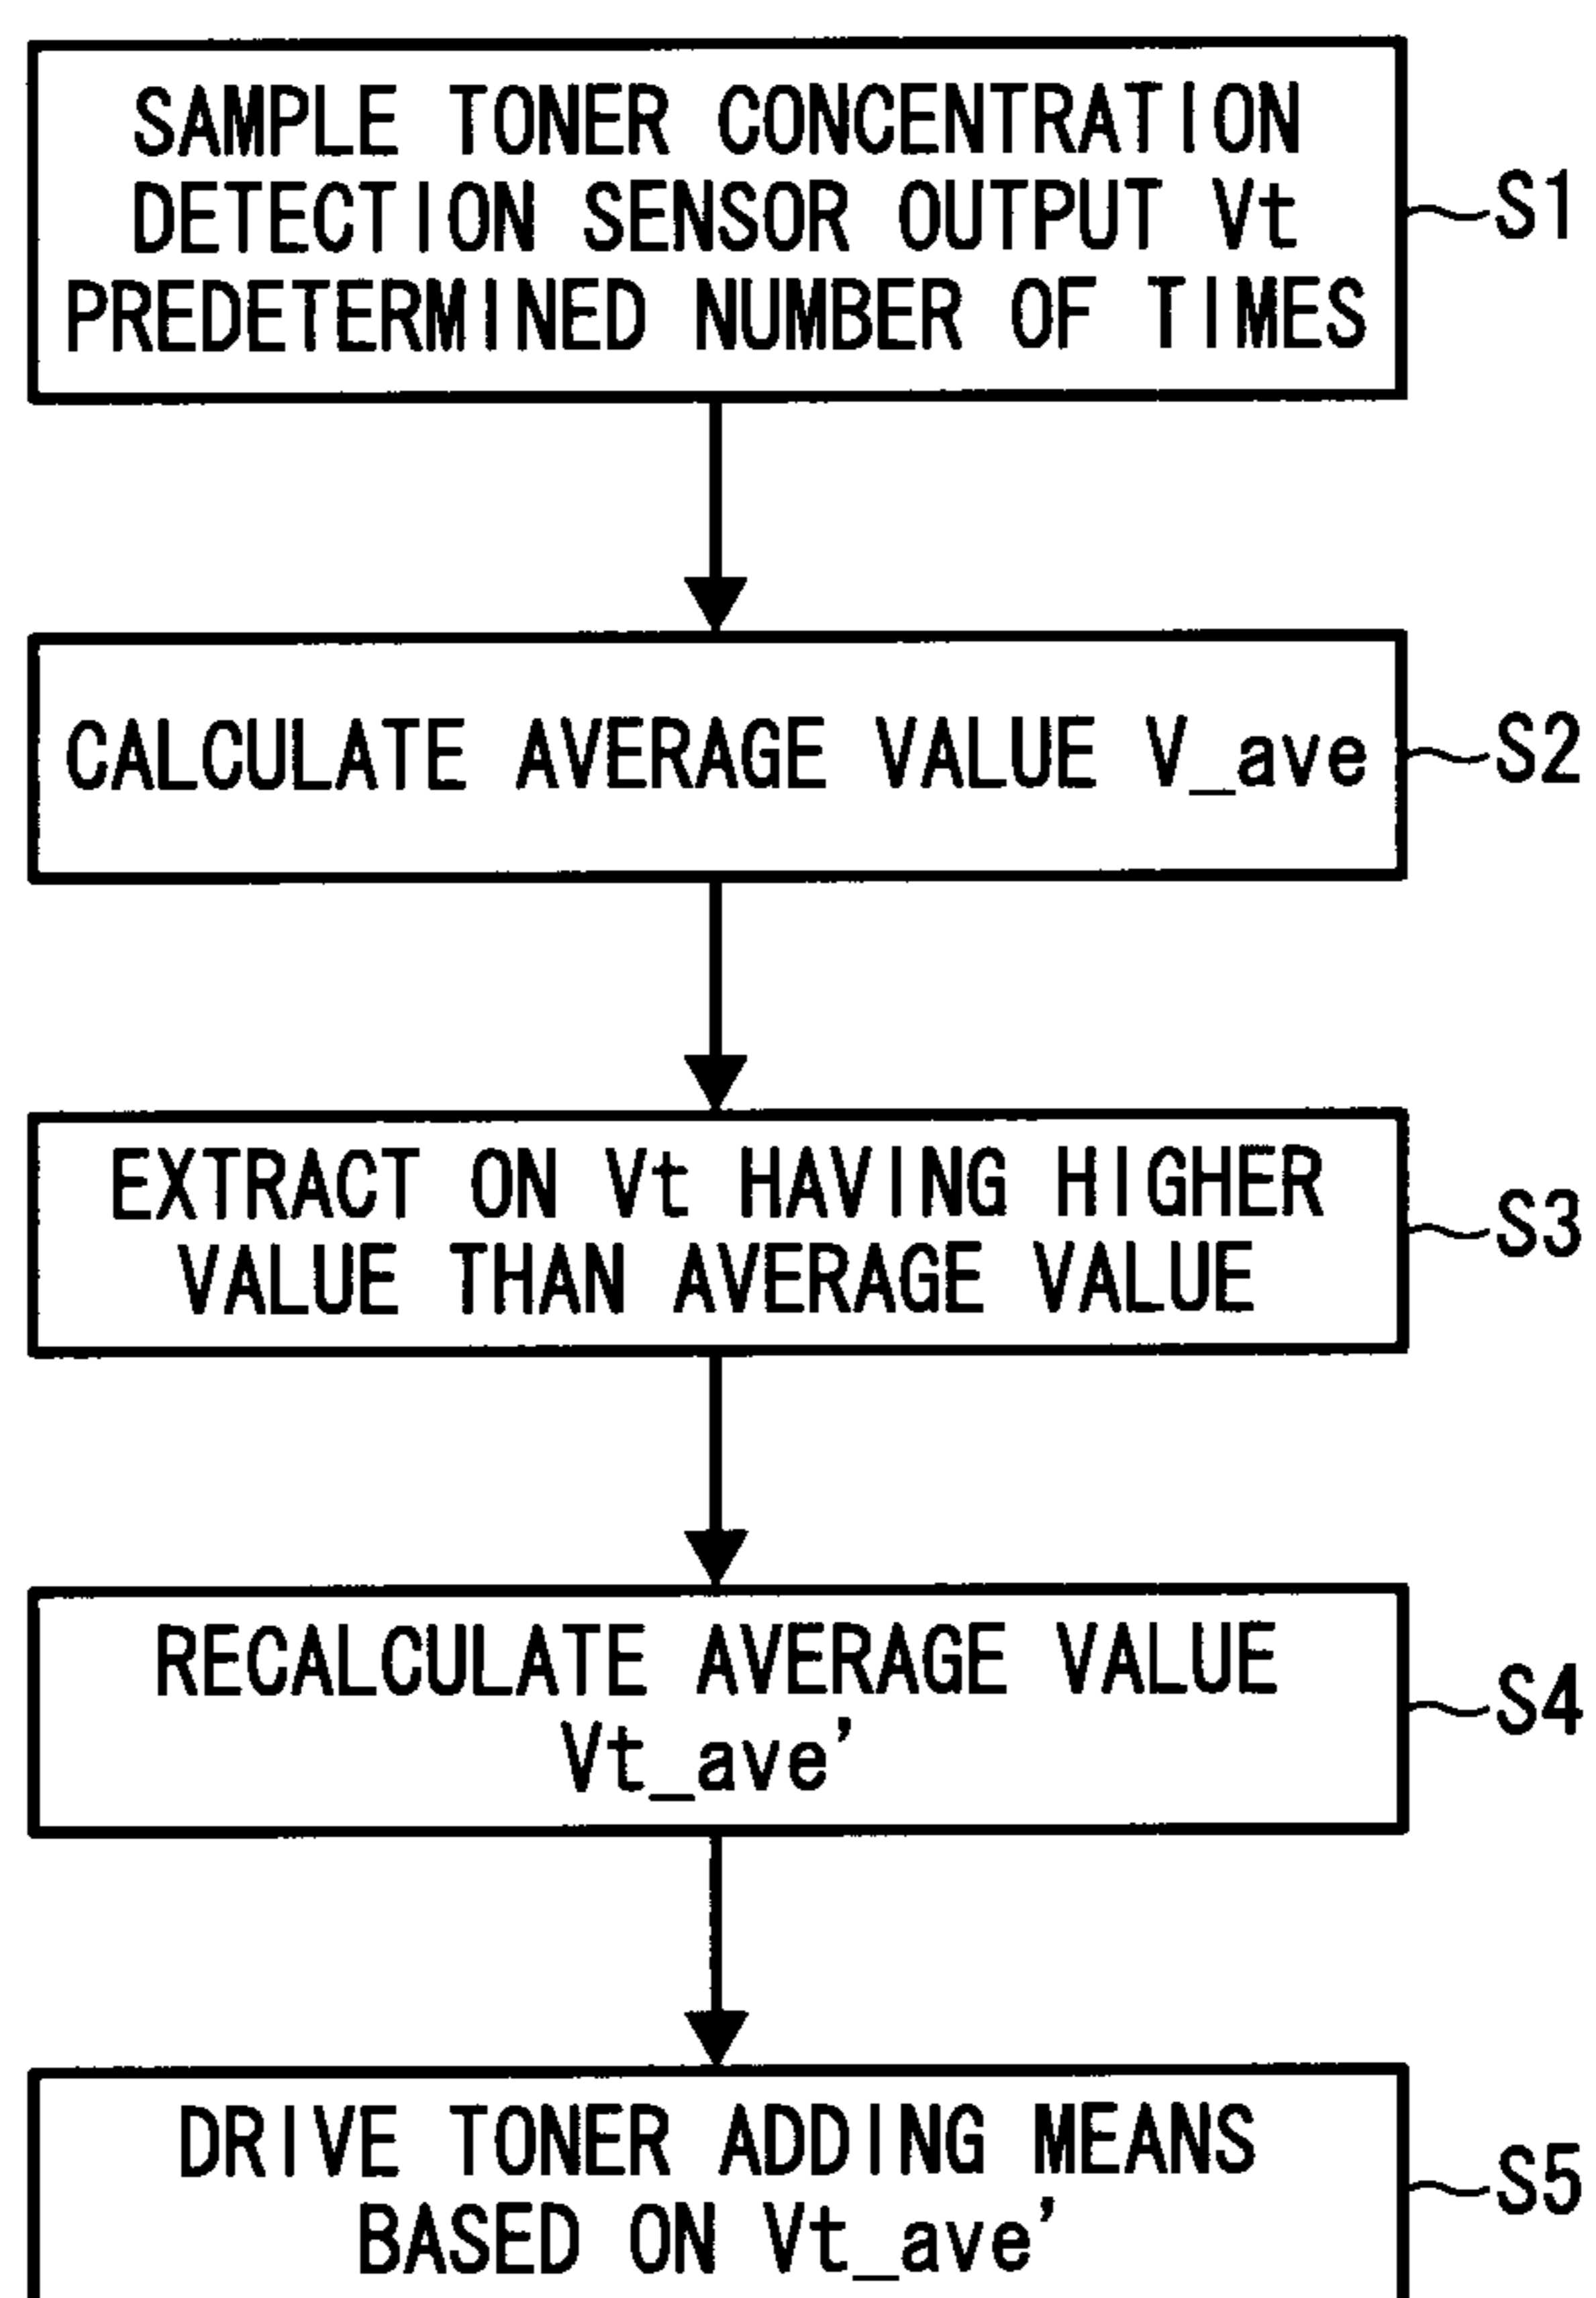 SAMPLE TONER CONCENTRATION
DETECTION SENSOR OUTPUT Vt
PREDETERMINED NUMBER OF TIMES
S1
CALCULATE AVERAGE VALUE V_ave
S2
EXTRACT ON Vt HAVING HIGHER
VALUE THAN AVERAGE VALUE
S3
RECALCULATE AVERAGE VALUE
Vt_ave'
S4
DRIVE TONER ADDING MEANS
BASED ON Vt_ave'
S5